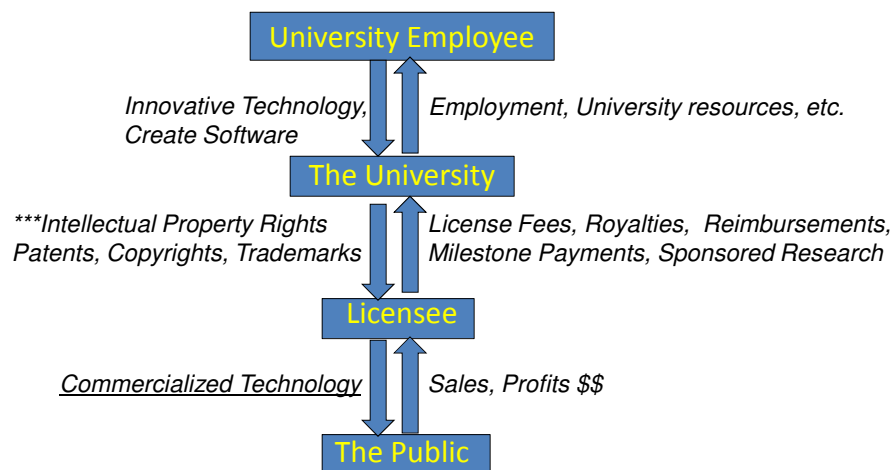 University Employee
Innovative Technology,
Create Software
Employment, University resources, etc.
The University
***Intellectual Property Rights
Patents, Copyrights, Trademarks
License Fees, Royalties, Reimbursements,
Milestone Payments, Sponsored Research
Licensee
Commercialized Technology
Sales, Profits $$
The Public